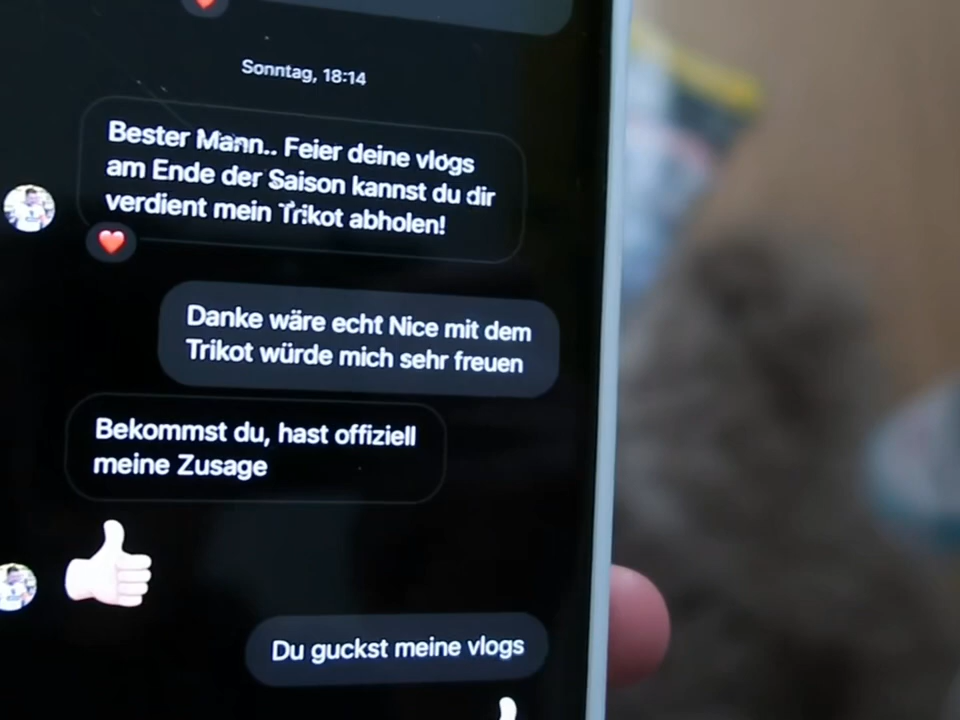 Sonntag, 18:14
Bester Mann.. Feier deine vlogs
am Ende der Saison kannst du dir
verdient mein Trikot abholen!
Danke wäre echt Nice mit dem
Trikot würde mich sehr freuen
Bekommst du, hast offiziell
meine Zusage
Du guckst meine vlogs